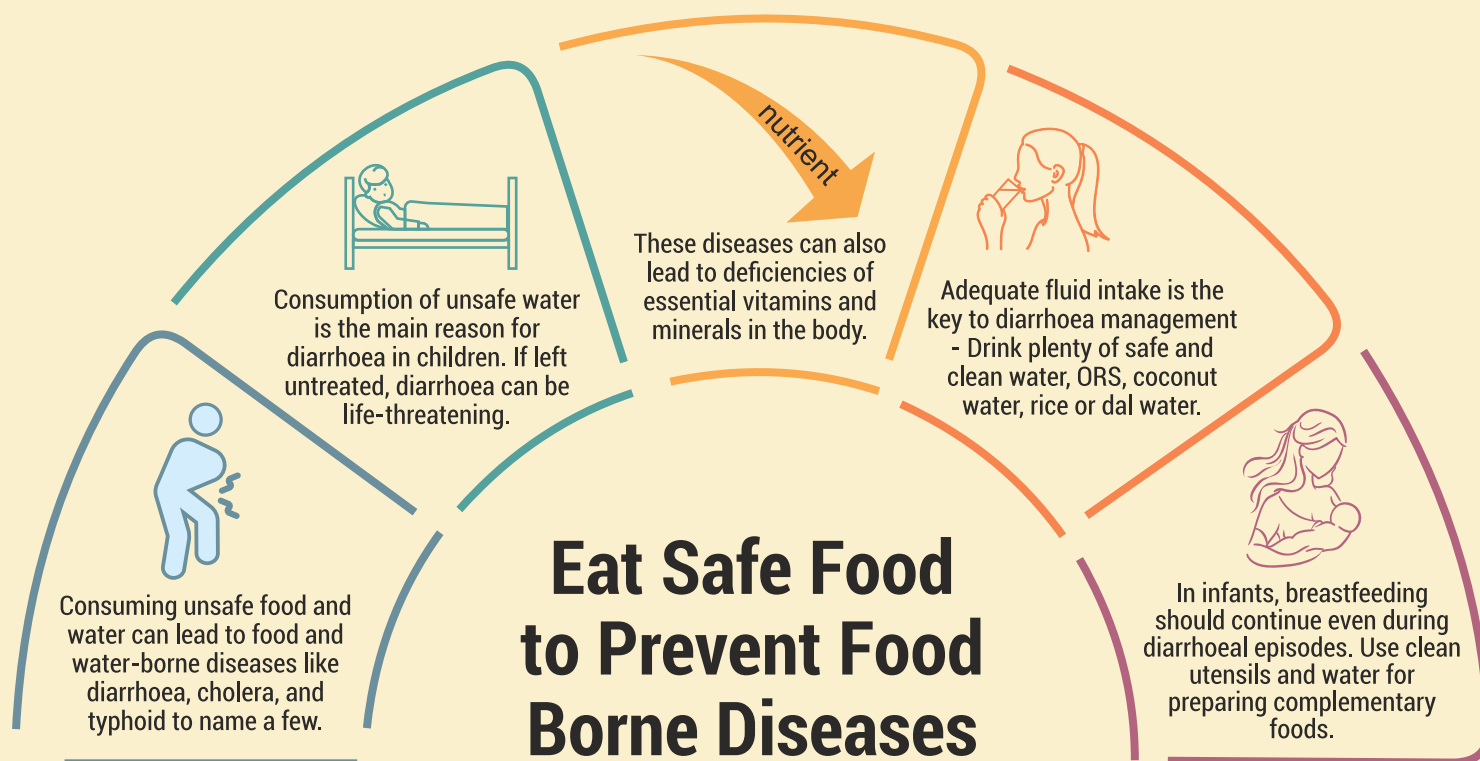 Consuming unsafe food and
water can lead to food and
water-borne diseases like
diarrhoea, cholera, and
typhoid to name a few.
Consumption of unsafe water
is the main reason for
diarrhoea in children. If left
untreated, diarrhoea can be
life-threatening.
nutrient
These diseases can also
lead to deficiencies of
essential vitamins and
minerals in the body.
Adequate fluid intake is the
key to diarrhoea management
- Drink plenty of safe and
clean water, ORS, coconut
water, rice or dal water.
In infants, breastfeeding
should continue even during
diarrhoeal episodes. Use clean
utensils and water for
preparing complementary
foods.
Eat Safe Food
to Prevent Food
Borne Diseases